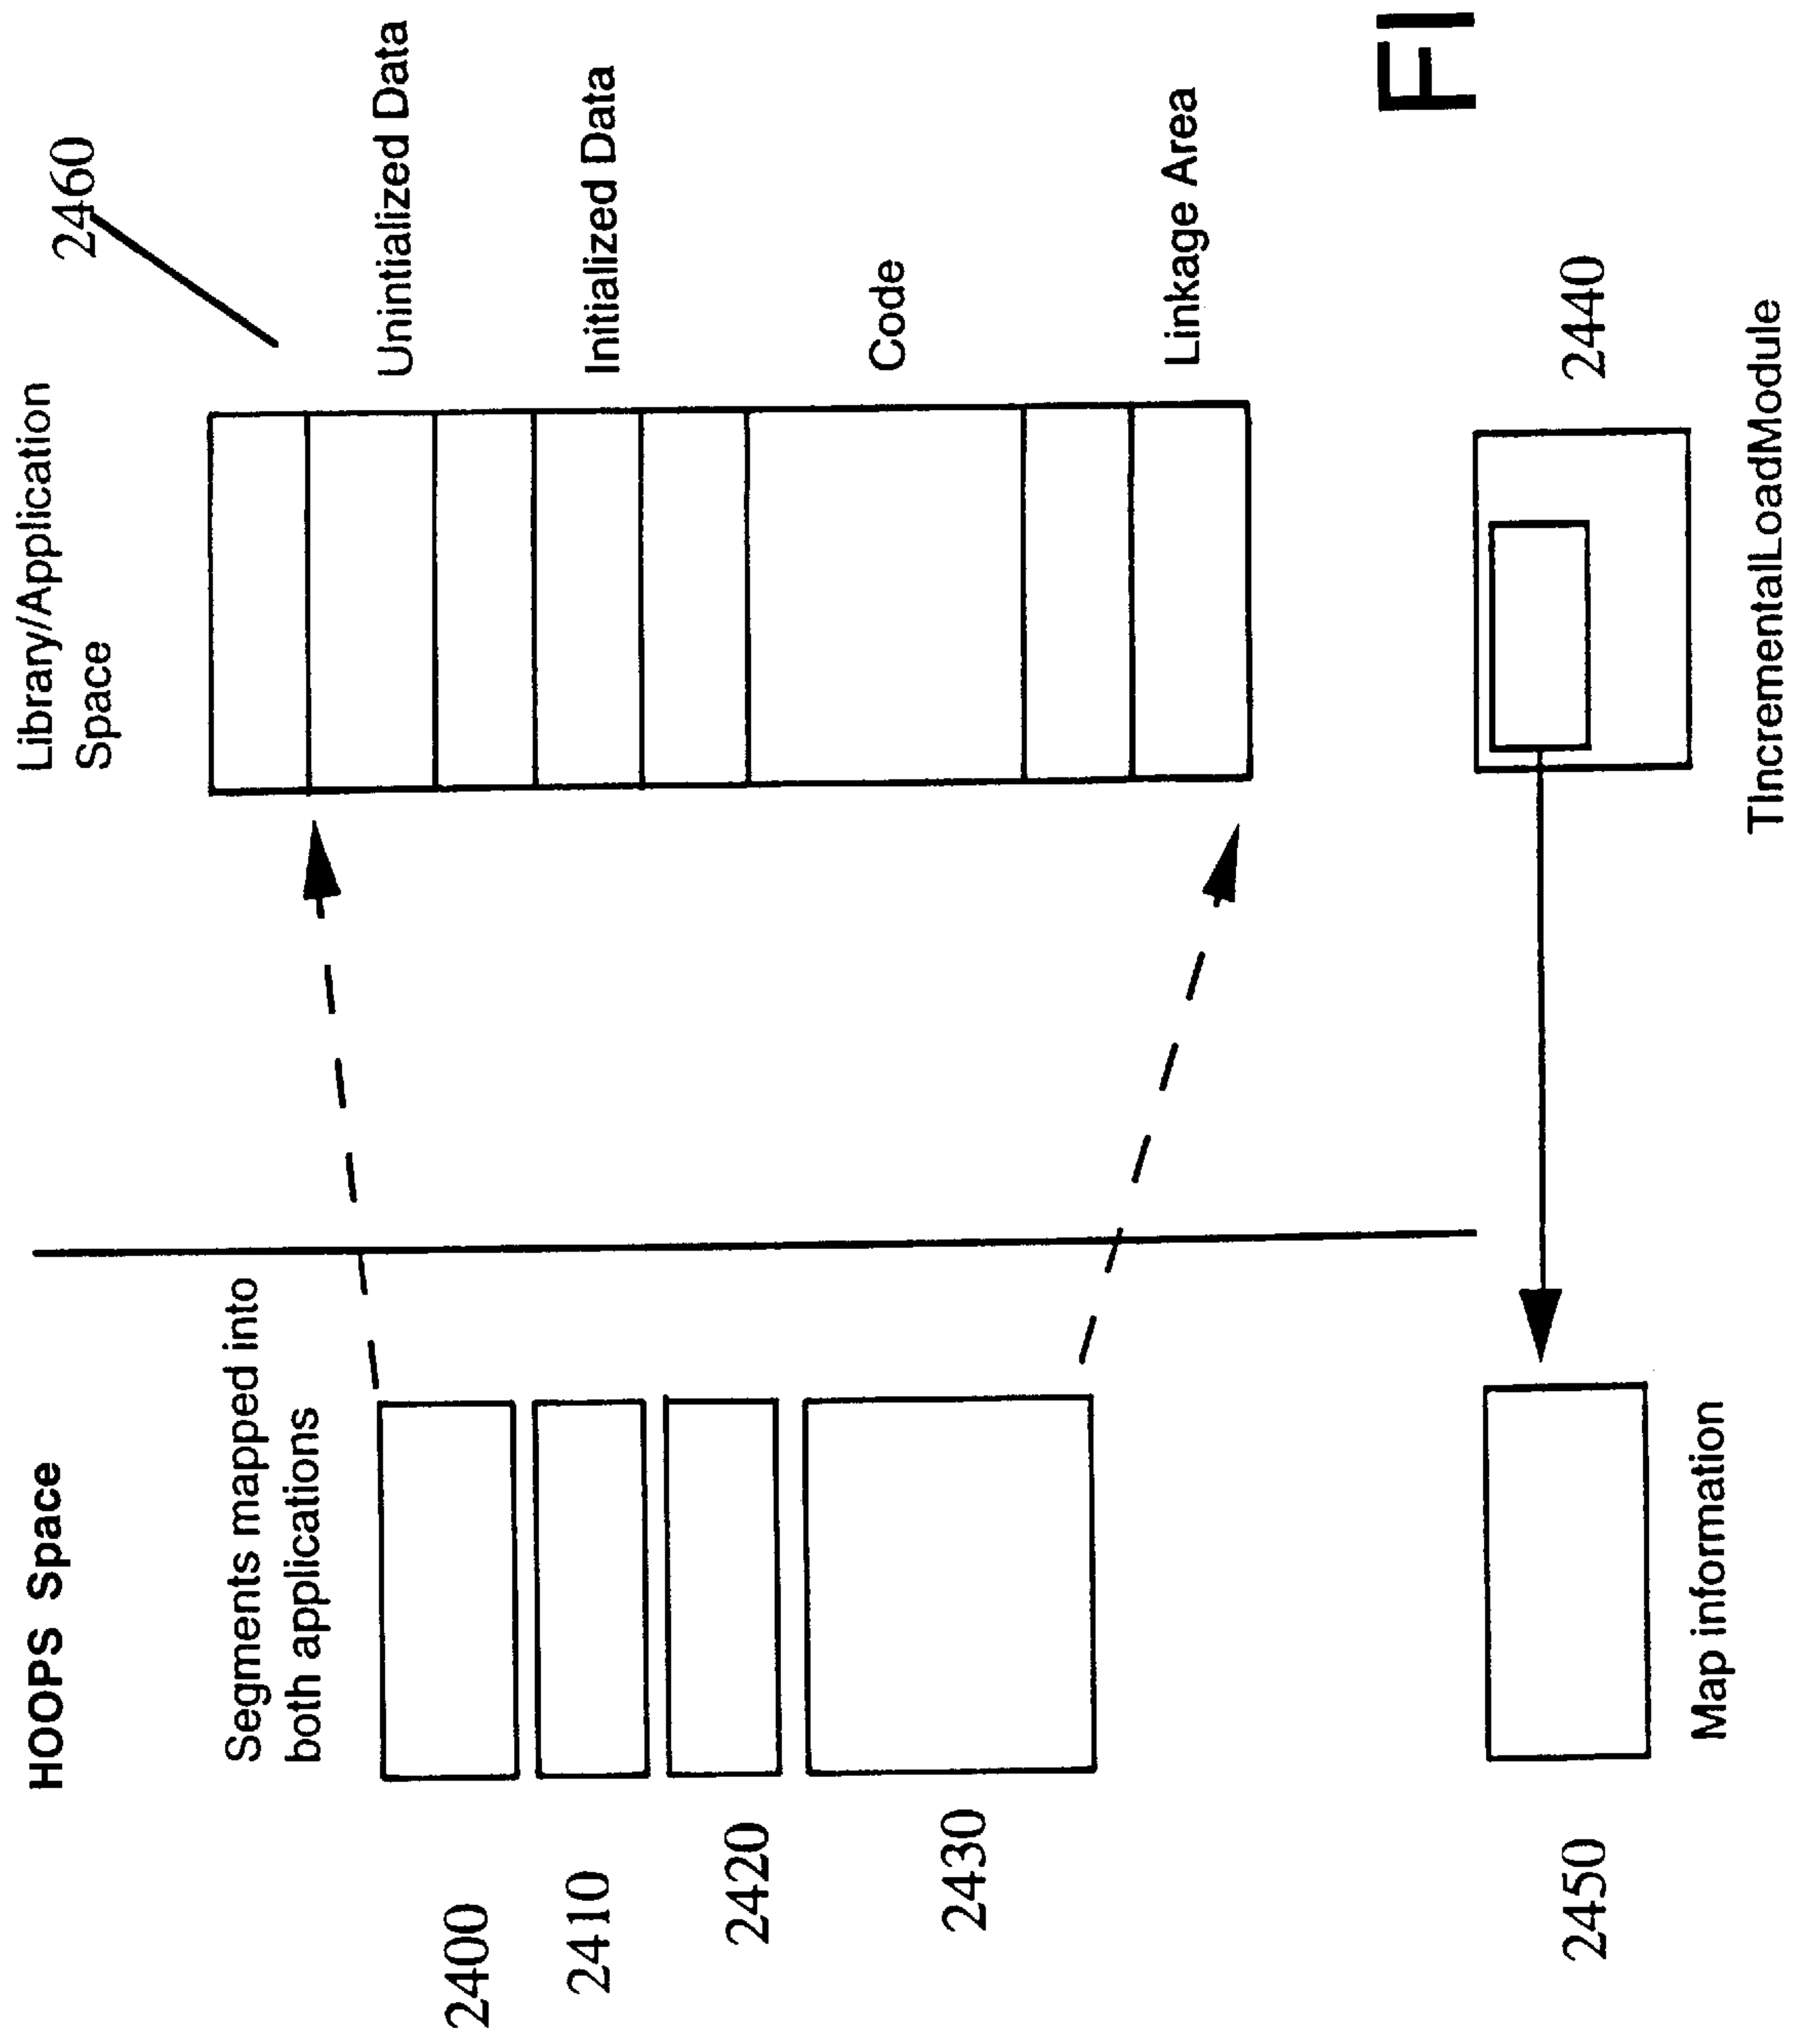 HOOPS Space
Segments mapped into
both applications
2400
2410
2420
2430
2450
Map information
Library/Application
Space
2460
Unintialized Data
Initialized Data
Code
Linkage Area
2440
TIncrementalLoadModule
FI